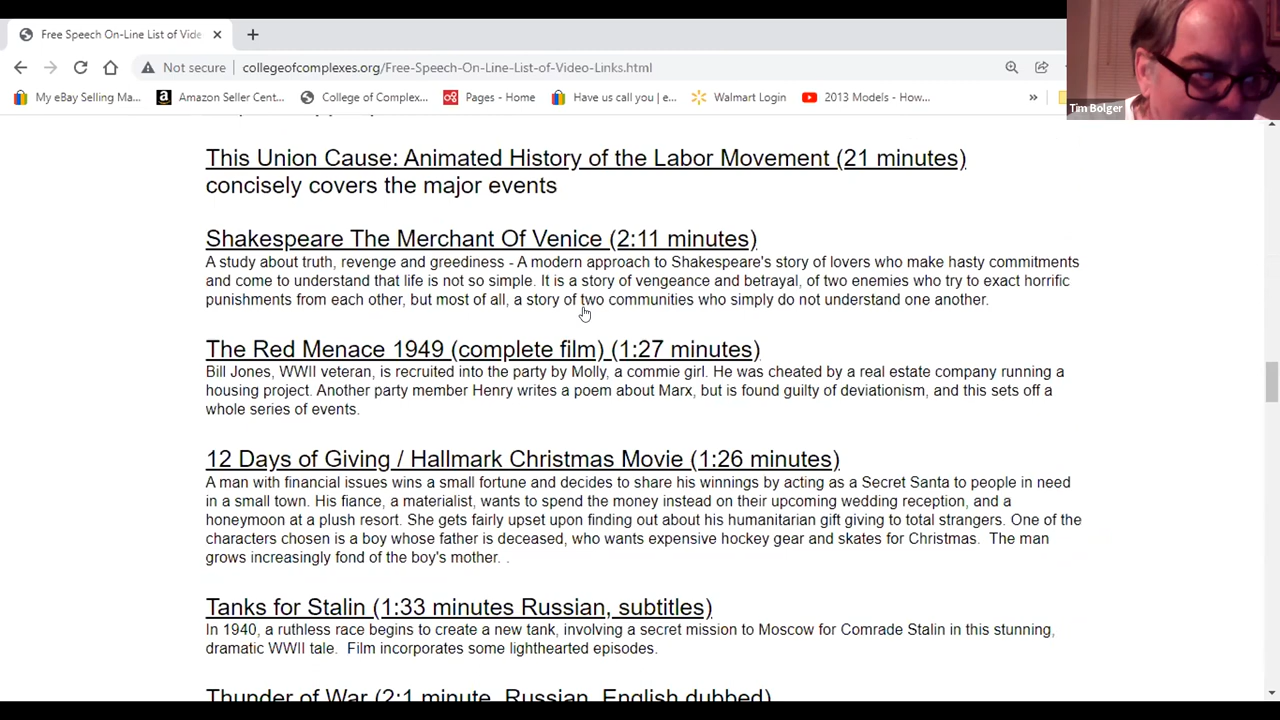 Free Speech On-Line List of Vide
Not secure
collegeofcomplexes.org/Free-Speech-On-Line-List-of-Video-Links.html
My eBay Selling Ma...
Amazon Seller Cent...
College of Complex...
Pages - Home
Have us call you | e...
Walmart Login
2013 Models - How...
»
Tim Bolger
This Union Cause: Animated History of the Labor Movement (21 minutes)
concisely covers the major events
Shakespeare The Merchant Of Venice (2:11 minutes)
A study about truth, revenge and greediness - A modern approach to Shakespeare's story of lovers who make hasty commitments
and come to understand that life is not so simple. It is a story of vengeance and betrayal, of two enemies who try to exact horrific
punishments from each other, but most of all, a story of two communities who simply do not understand one another.
The Red Menace 1949 (complete film) (1:27 minutes)
Bill Jones, WWII veteran, is recruited into the party by Molly, a commie girl. He was cheated by a real estate company running a
housing project. Another party member Henry writes a poem about Marx, but is found guilty of deviationism, and this sets off a
whole series of events.
12 Days of Giving / Hallmark Christmas Movie (1:26 minutes)
A man with financial issues wins a small fortune and decides to share his winnings by acting as a Secret Santa to people in need
in a small town. His fiance, a materialist, wants to spend the money instead on their upcoming wedding reception, and a
honeymoon at a plush resort. She gets fairly upset upon finding out about his humanitarian gift giving to total strangers. One of the
characters chosen is a boy whose father is deceased, who wants expensive hockey gear and skates for Christmas. The man
grows increasingly fond of the boy's mother. .
Tanks for Stalin (1:33 minutes Russian, subtitles)
In 1940, a ruthless race begins to create a new tank, involving a secret mission to Moscow for Comrade Stalin in this stunning,
dramatic WWII tale. Film incorporates some lighthearted episodes.
Thunder of War (2:1 minute, Russian, English dubbed)